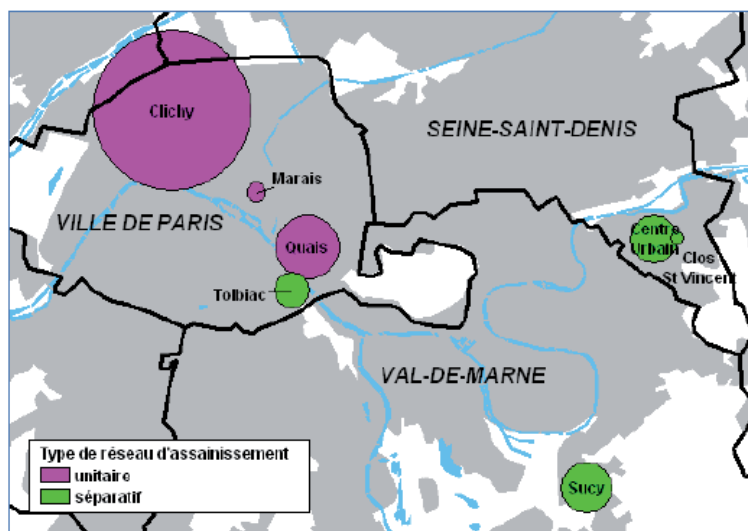 Clichy
SEINE-SAINT-DENIS
Marais
VILLE DE PARIS
Quais
Centre
Urbain
Clos
St Vincent
Tolbiac
VAL-DE-MARNE
Type de réseau d'assainissement
unitaire
séparatif
Sucy